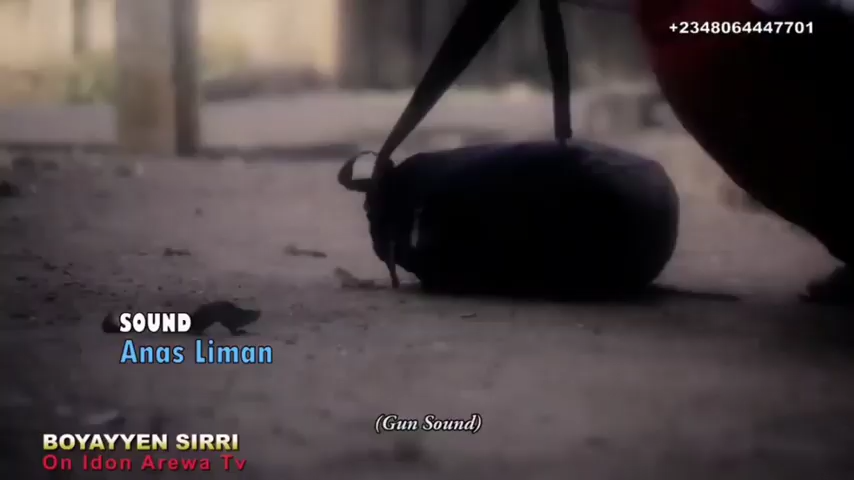 +2348064447701
SOUND
Anas Liman
(Gun Sound)
BOYAYYEN SIRRI
On Idon Arewa Tv